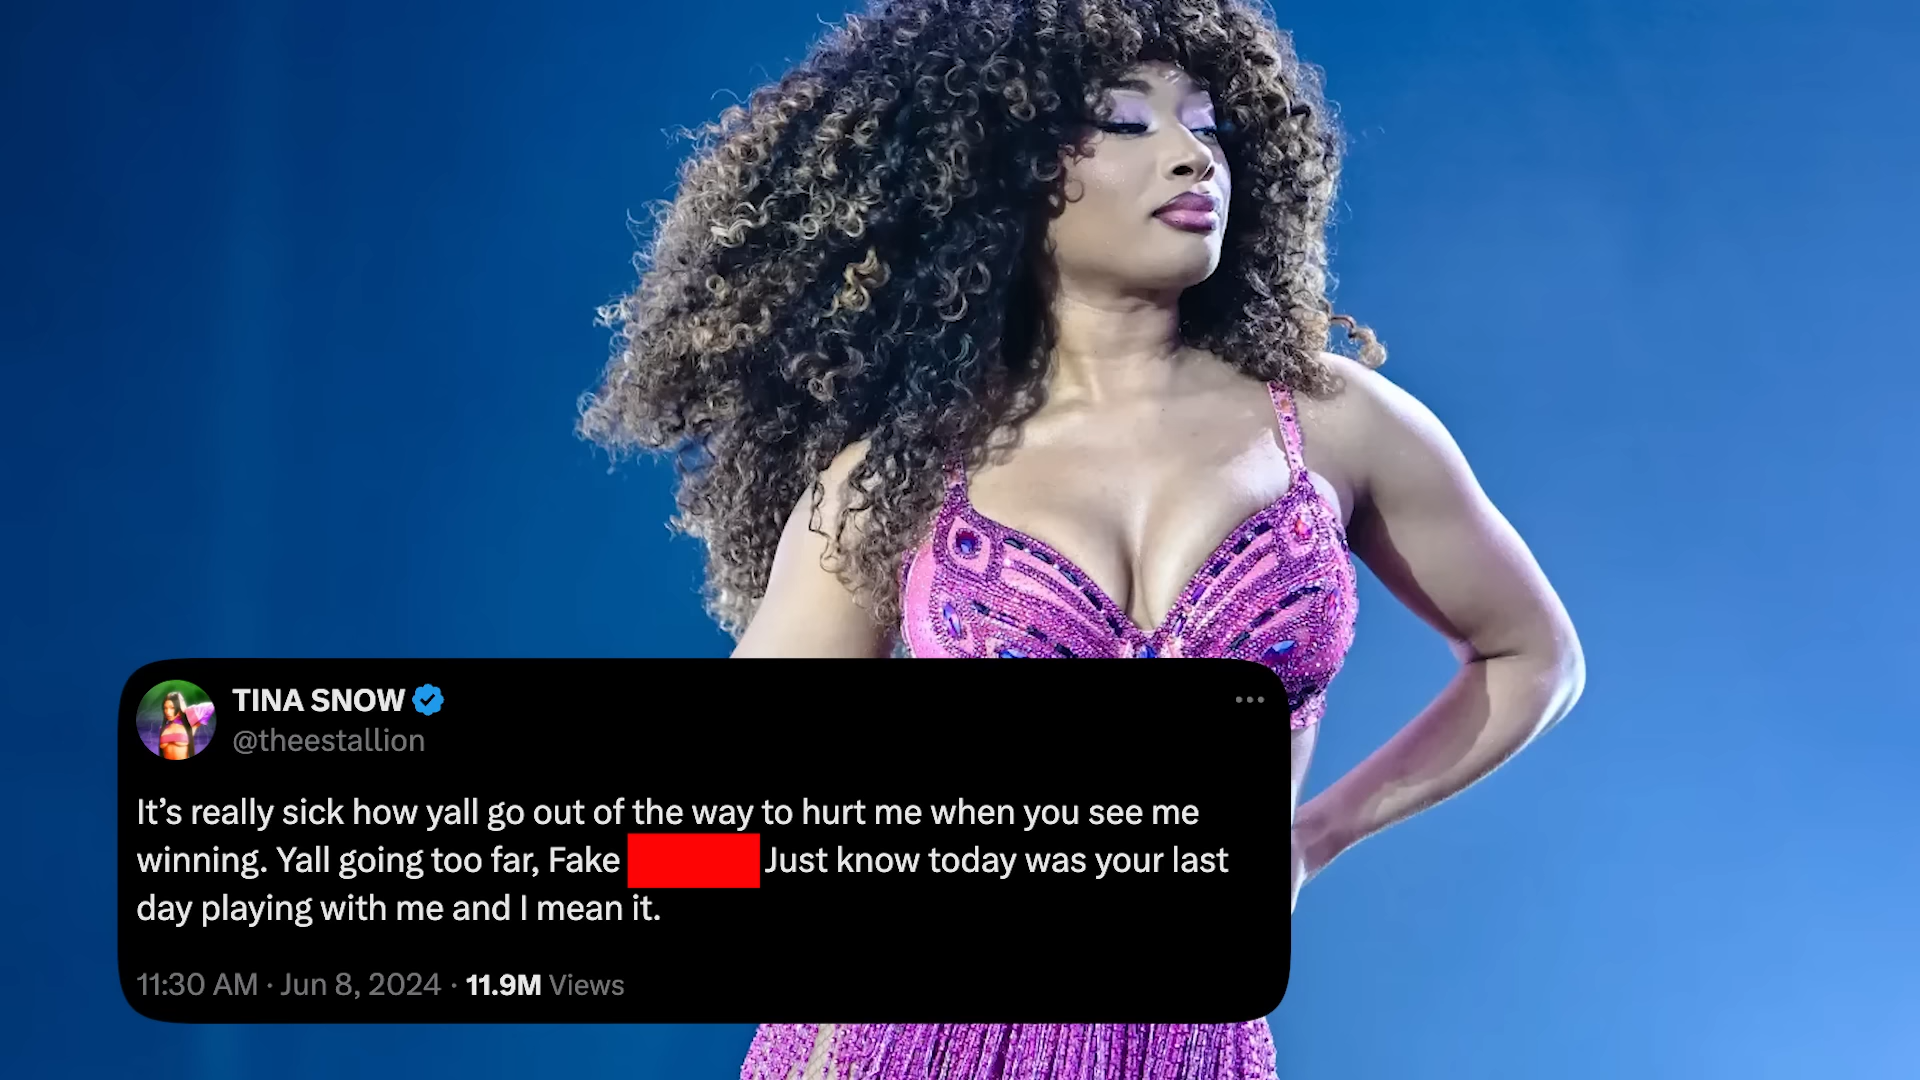 TINA SNOW
@theestallion
It’s really sick how yall go out of the way to hurt me when you see me
winning. Yall going too far, Fake Just know today was your last
day playing with me and I mean it.
11:30 AM · Jun 8, 2024 · 11.9M Views